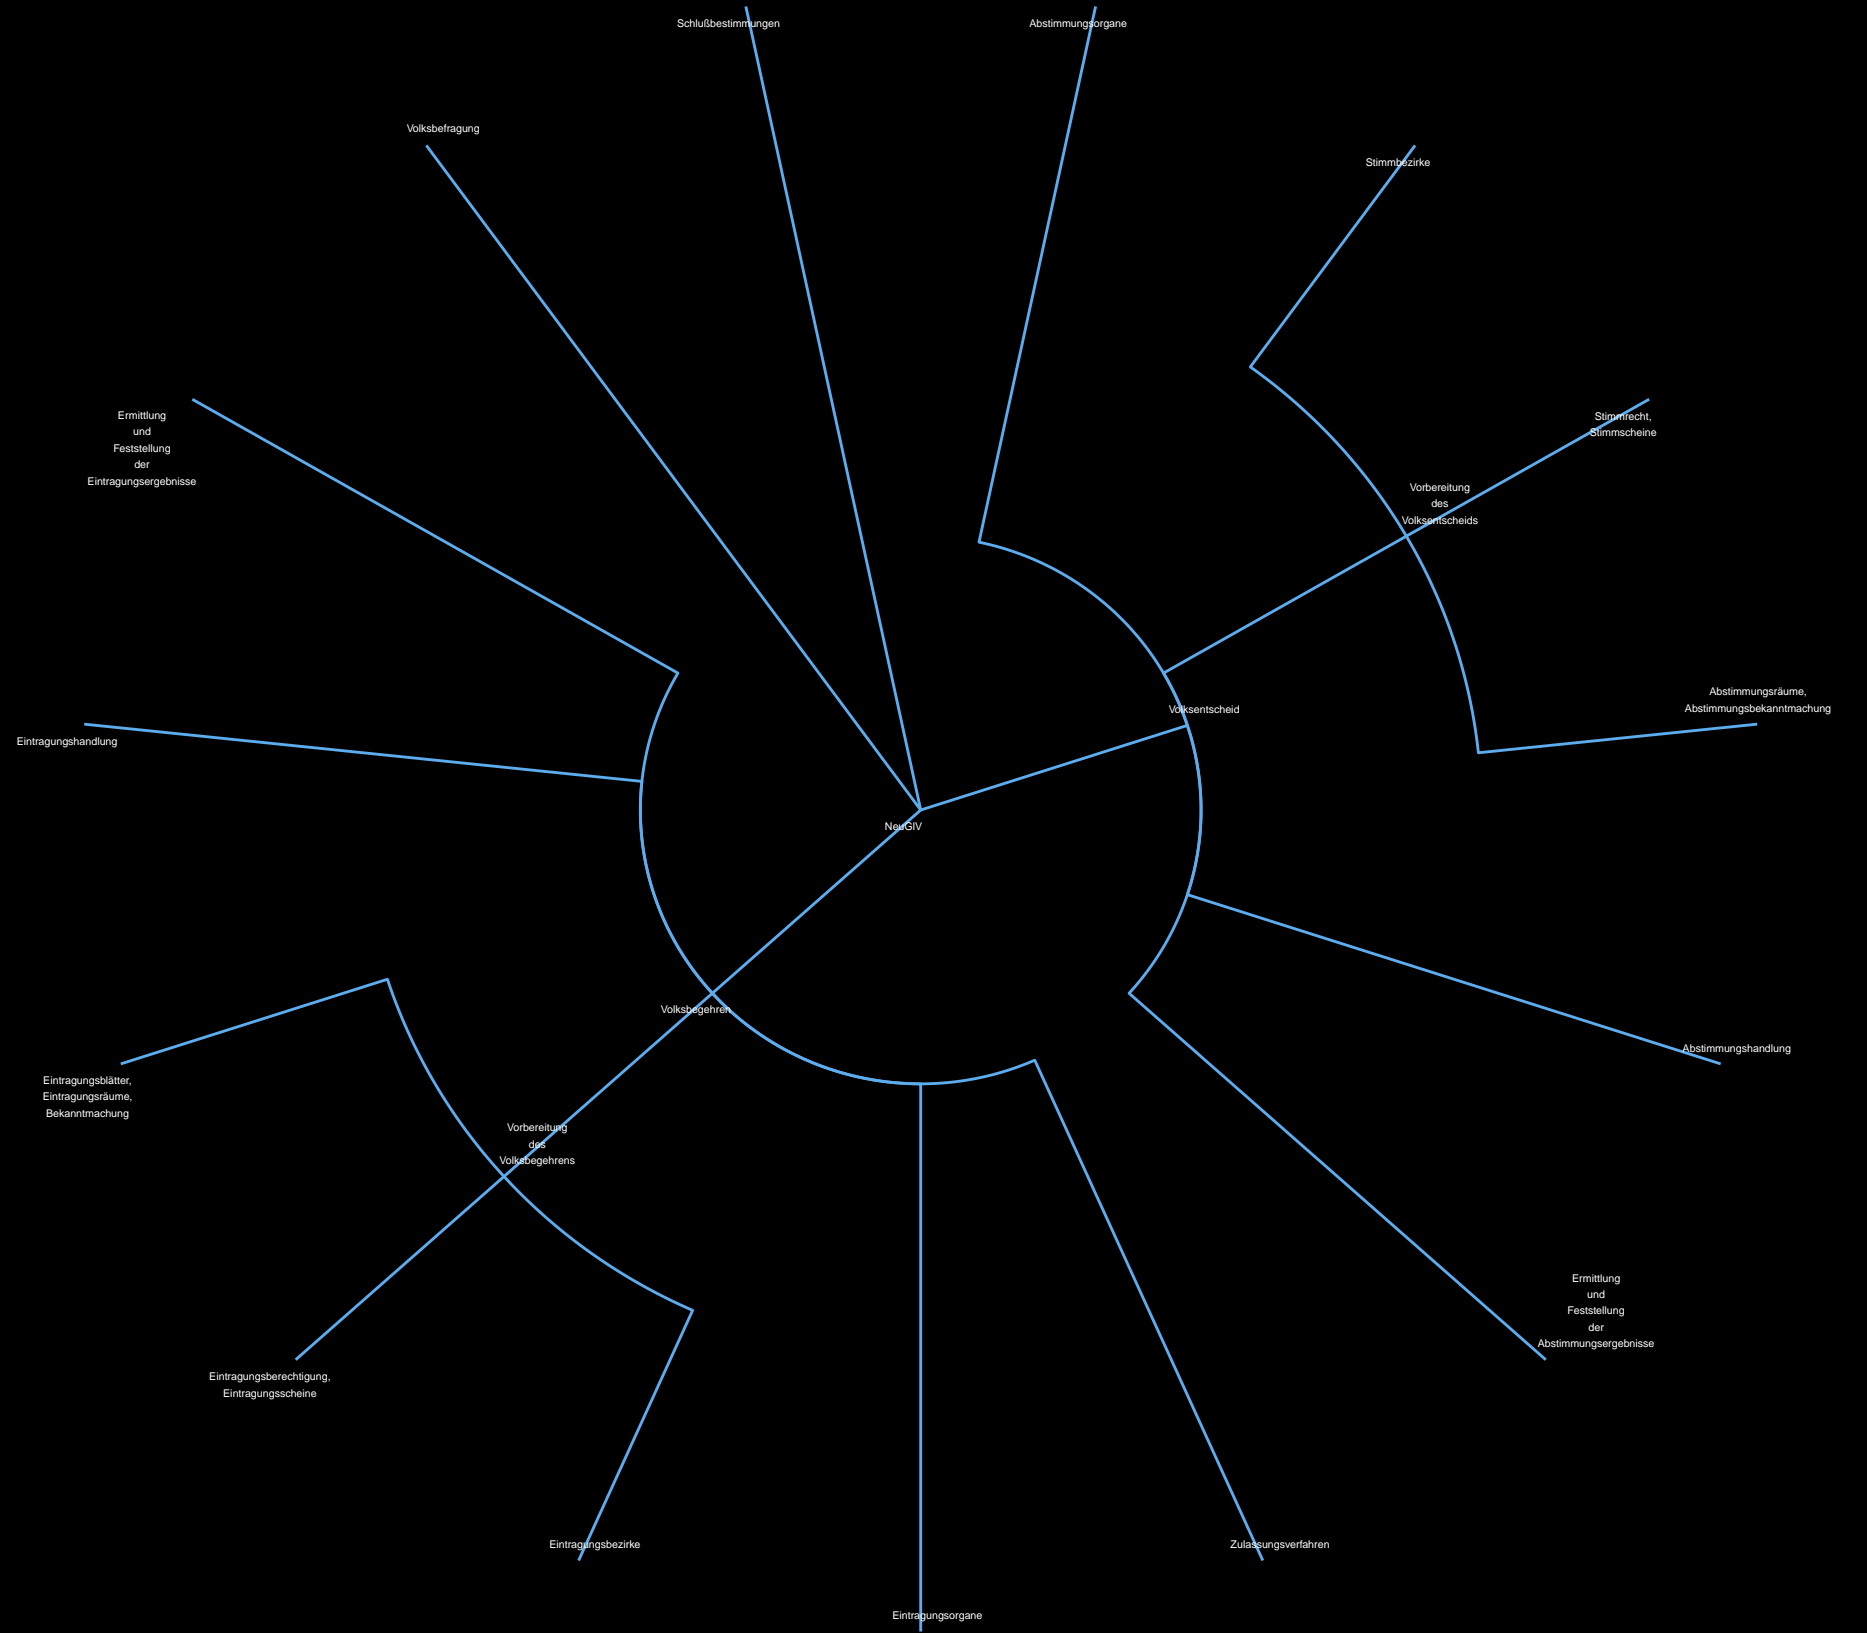 Schlußbestimmungen
Abstimmungsorgane
Volksbefragung
Stimmbezirke
Ermittlung
und
Feststellung
der
Eintragungsergebnisse
Stimmrecht,
Stimmscheine
Vorbereitung
des
Volksentscheids
Abstimmungsräume,
Abstimmungsbekanntmachung
Volksentscheid
Eintragungshandlung
NeuGIV
Volksbegehren
Abstimmungshandlung
Eintragungsblätter,
Eintragungsräume,
Bekanntmachung
Vorbereitung
des
Volksbegehrens
Ermittlung
und
Feststellung
der
Abstimmungsergebnisse
Eintragungsberechtigung,
Eintragungsscheine
Eintragungsbezirke
Zulassungsverfahren
Eintragungsorgane